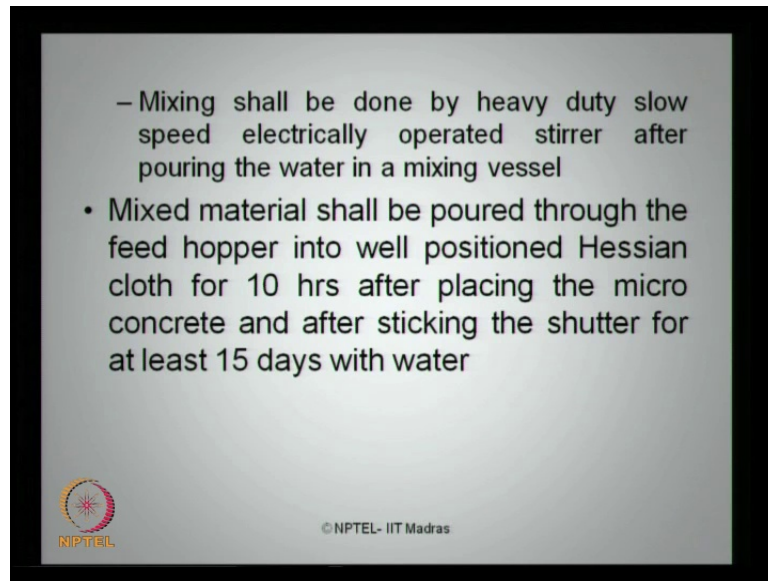 – Mixing shall be done by heavy duty slow
speed electrically operated stirrer after
pouring the water in a mixing vessel
• Mixed material shall be poured through the
feed hopper into well positioned Hessian
cloth for 10 hrs after placing the micro
concrete and after sticking the shutter for
at least 15 days with water
NPTEL
© NPTEL- IIT Madras